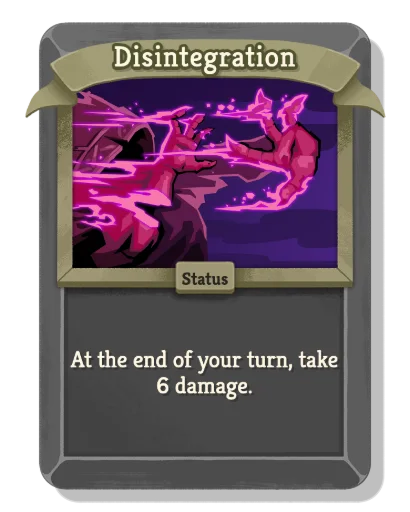 Disintegration
Status
At the end of your turn, take
6 damage.